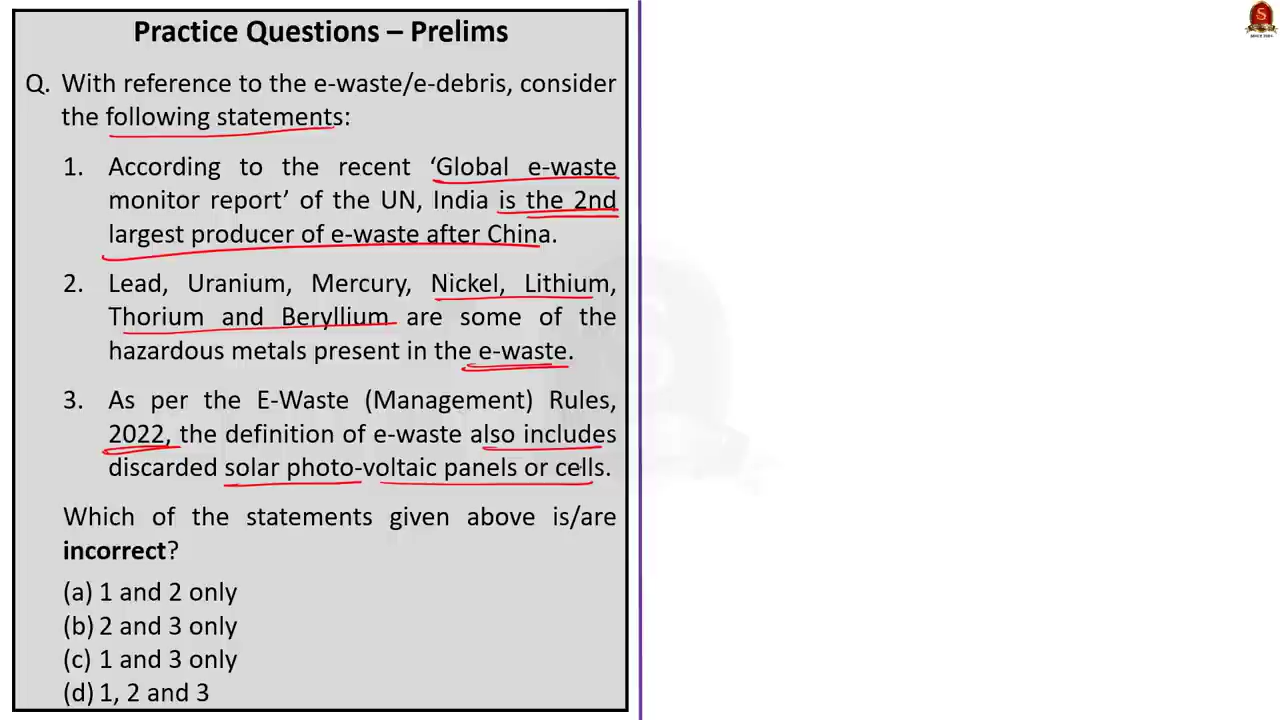 Practice Questions – Prelims
Q. With reference to the e-waste/e-debris, consider
the following statements:
1. According to the recent ‘Global e-waste
monitor report’ of the UN, India is the 2nd
largest producer of e-waste after China.
2. Lead, Uranium, Mercury, Nickel, Lithium,
Thorium and Beryllium are some of the
hazardous metals present in the e-waste.
3. As per the E-Waste (Management) Rules,
2022, the definition of e-waste also includes
discarded solar photo-voltaic panels or cells.
Which of the statements given above is/are
incorrect?
(a) 1 and 2 only
(b) 2 and 3 only
(c) 1 and 3 only
(d) 1, 2 and 3